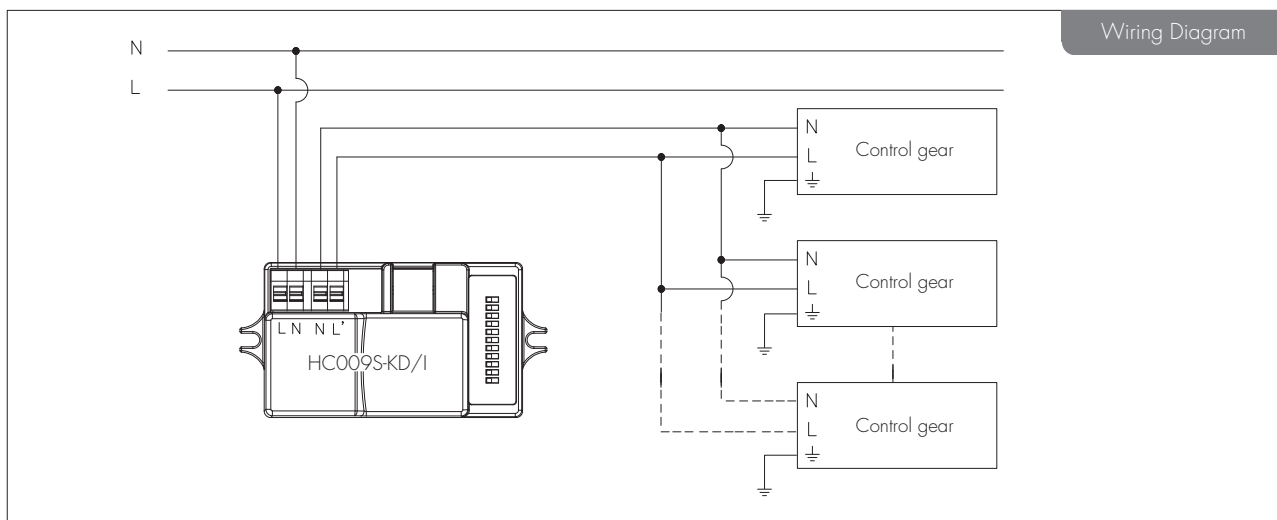 Wiring Diagram
N
L
N
L
Control gear
N
L
Control gear
L N N L'
HC009S-KD/I
N
L
Control gear